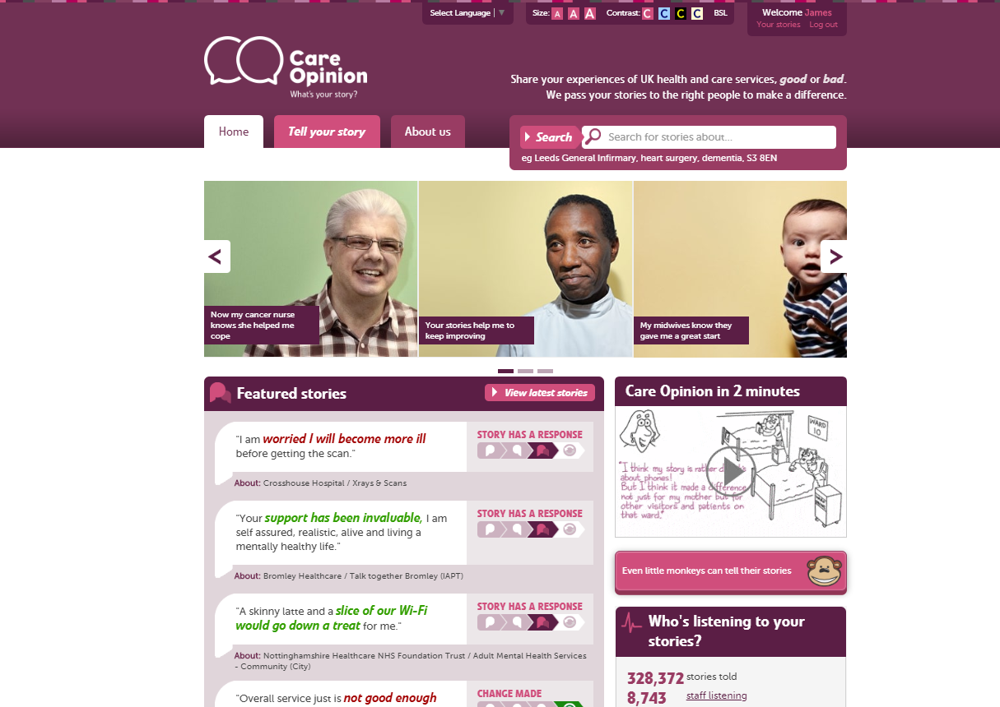 Select Language
Size: A A A Contrast: C C C C BSL
Welcome James
Your stories Log out
Care
Opinion
What's your story?
Share your experiences of UK health and care services, good or bad.
We pass your stories to the right people to make a difference.
Home
Tell your story
About us
Search
Search for stories about...
eg Leeds General Infirmary, heart surgery, dementia, S3 8EN
Now my cancer nurse
knows she helped me
cope
Your stories help me to
keep improving
My midwives know they
gave me a great start
Featured stories
View latest stories
"I am worried I will become more ill
before getting the scan."
STORY HAS A RESPONSE
About: Crosshouse Hospital / Xrays & Scans
"Your support has been invaluable, I am
self assured, realistic, alive and living a
mentally healthy life."
STORY HAS A RESPONSE
About: Bromley Healthcare / Talk together Bromley (IAPT)
"A skinny latte and a slice of our Wi-Fi
would go down a treat for me."
STORY HAS A RESPONSE
About: Nottinghamshire Healthcare NHS Foundation Trust / Adult Mental Health Services
- Community (City)
"Overall service just is not good enough
CHANGE MADE
Care Opinion in 2 minutes
WARD
10
"I think my story is rather
about phones!
But I think it made a difference
not just for my mother but for
other visitors and patients on
that ward."
Even little monkeys can tell their stories
Who's listening to your
stories?
328,372 stories told
8,743 staff listening